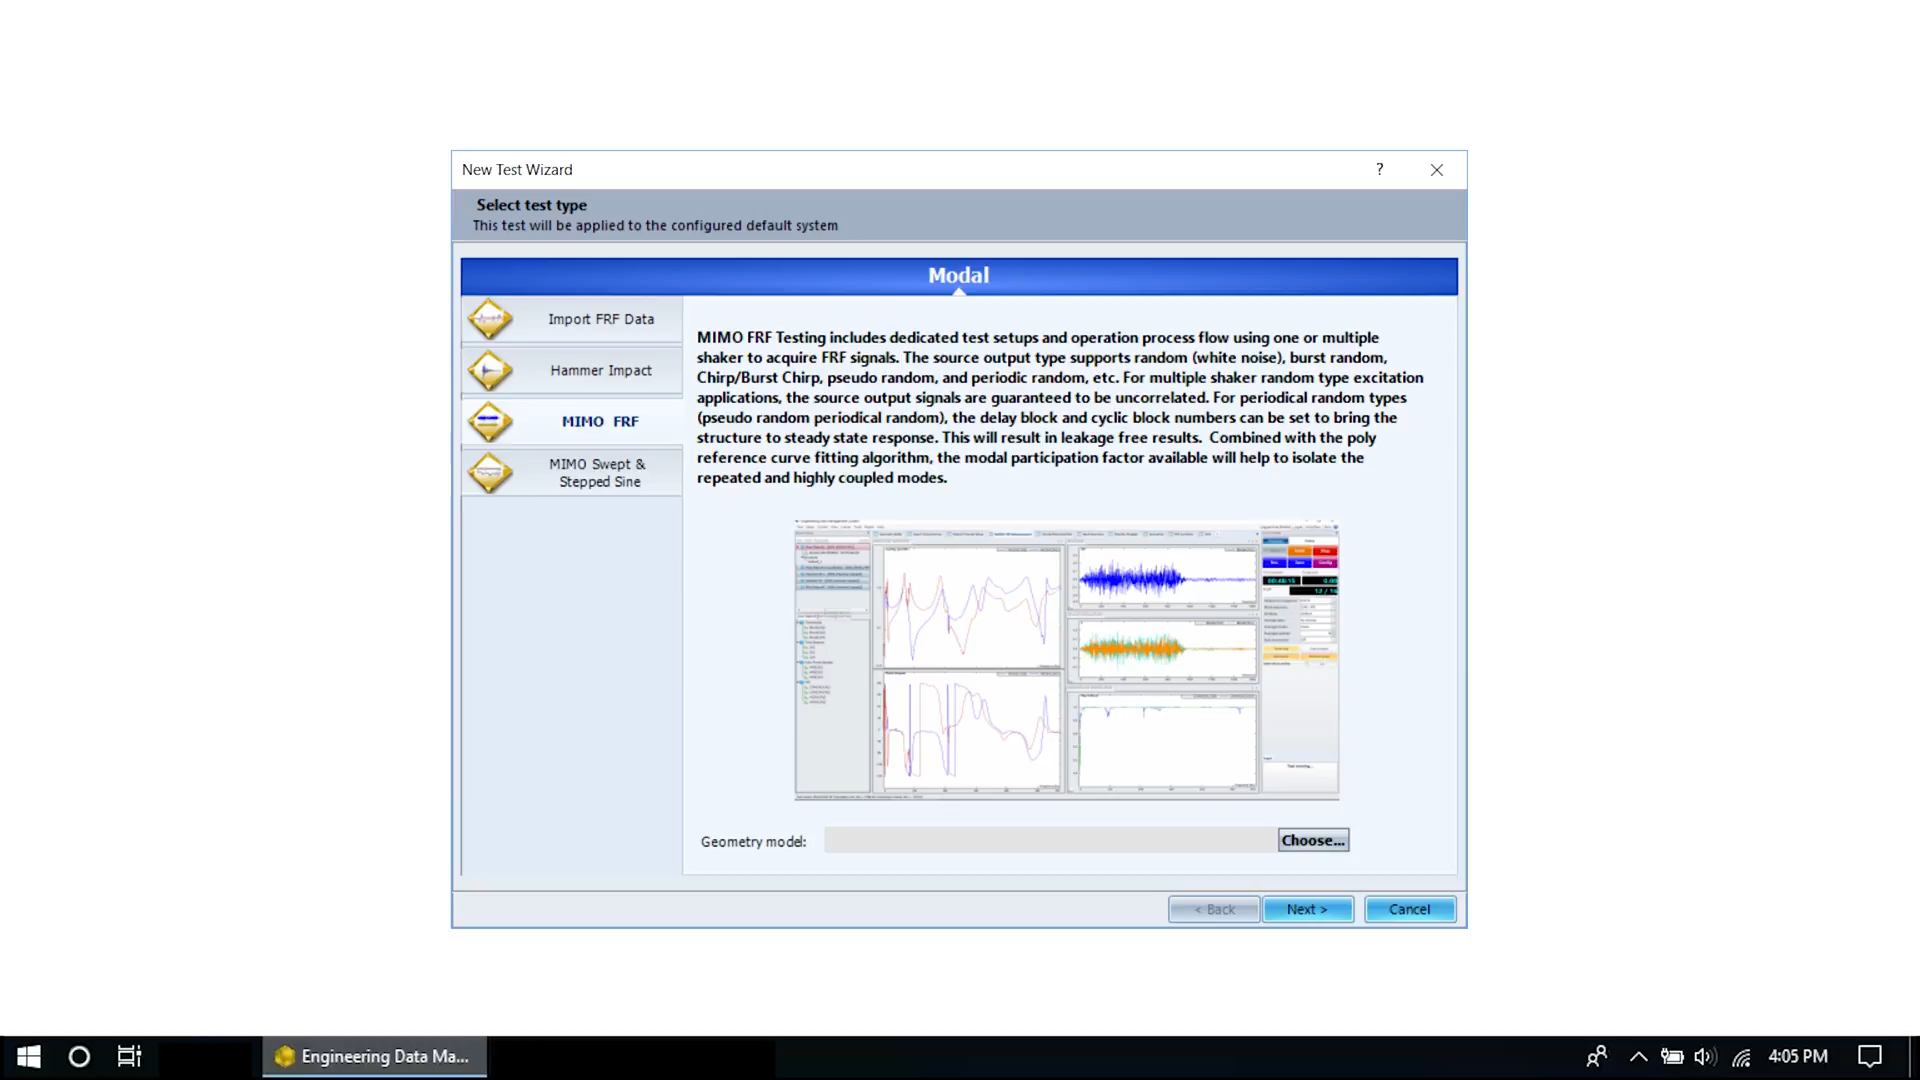 New Test Wizard
?
Select test type
This test will be applied to the configured default system
Modal
Import FRF Data
Hammer Impact
MIMO FRF
MIMO Swept &
Stepped Sine
MIMO FRF Testing includes dedicated test setups and operation process flow using one or multiple
shaker to acquire FRF signals. The source output type supports random (white noise), burst random,
Chirp/Burst Chirp, pseudo random, and periodic random, etc. For multiple shaker random type excitation
applications, the source output signals are guaranteed to be uncorrelated. For periodical random types
(pseudo random periodical random), the delay block and cyclic block numbers can be set to bring the
structure to steady state response. This will result in leakage free results. Combined with the poly
reference curve fitting algorithm, the modal participation factor available will help to isolate the
repeated and highly coupled modes.
Geometry model:
Choose...
< Back
Next >
Cancel
Engineering Data Ma...
4:05 PM